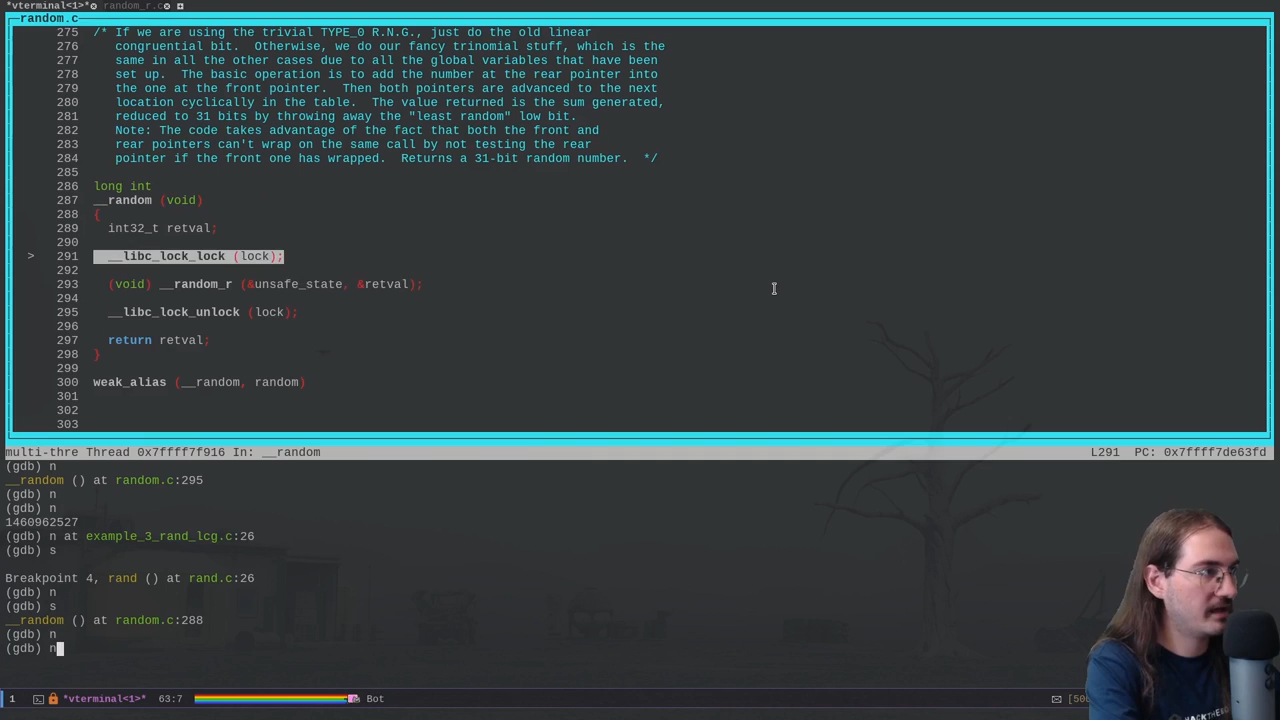 *vterminal<1>* random_r.c
random.c
275 /* If we are using the trivial TYPE_0 R.N.G., just do the old linear
276 congruential bit.  Otherwise, we do our fancy trinomial stuff, which is the
277 same in all the other cases due to all the global variables that have been
278 set up.  The basic operation is to add the number at the rear pointer into
279 the one at the front pointer.  Then both pointers are advanced to the next
280 location cyclically in the table.  The value returned is the sum generated,
281 reduced to 31 bits by throwing away the "least random" low bit.
282 Note: The code takes advantage of the fact that both the front and
283 rear pointers can't wrap on the same call by not testing the rear
284 pointer if the front one has wrapped.  Returns a 31-bit random number.  */
285
286 long int
287 __random (void)
288 {
289 int32_t retval;
290
> 291 __libc_lock_lock (lock);
292
293 (void) __random_r (&unsafe_state, &retval);
294
295 __libc_lock_unlock (lock);
296
297 return retval;
298 }
299
300 weak_alias (__random, random)
301
302
303
multi-thre Thread 0x7ffff7f916 In: __random L291 PC: 0x7ffff7de63fd
(gdb) n
__random () at random.c:295
(gdb) n
(gdb) n
1460962527
(gdb) n at example_3_rand_lcg.c:26
(gdb) s
Breakpoint 4, rand () at rand.c:26
(gdb) n
(gdb) s
__random () at random.c:288
(gdb) n
(gdb) n
1 *vterminal<1>* 63:7 Bot